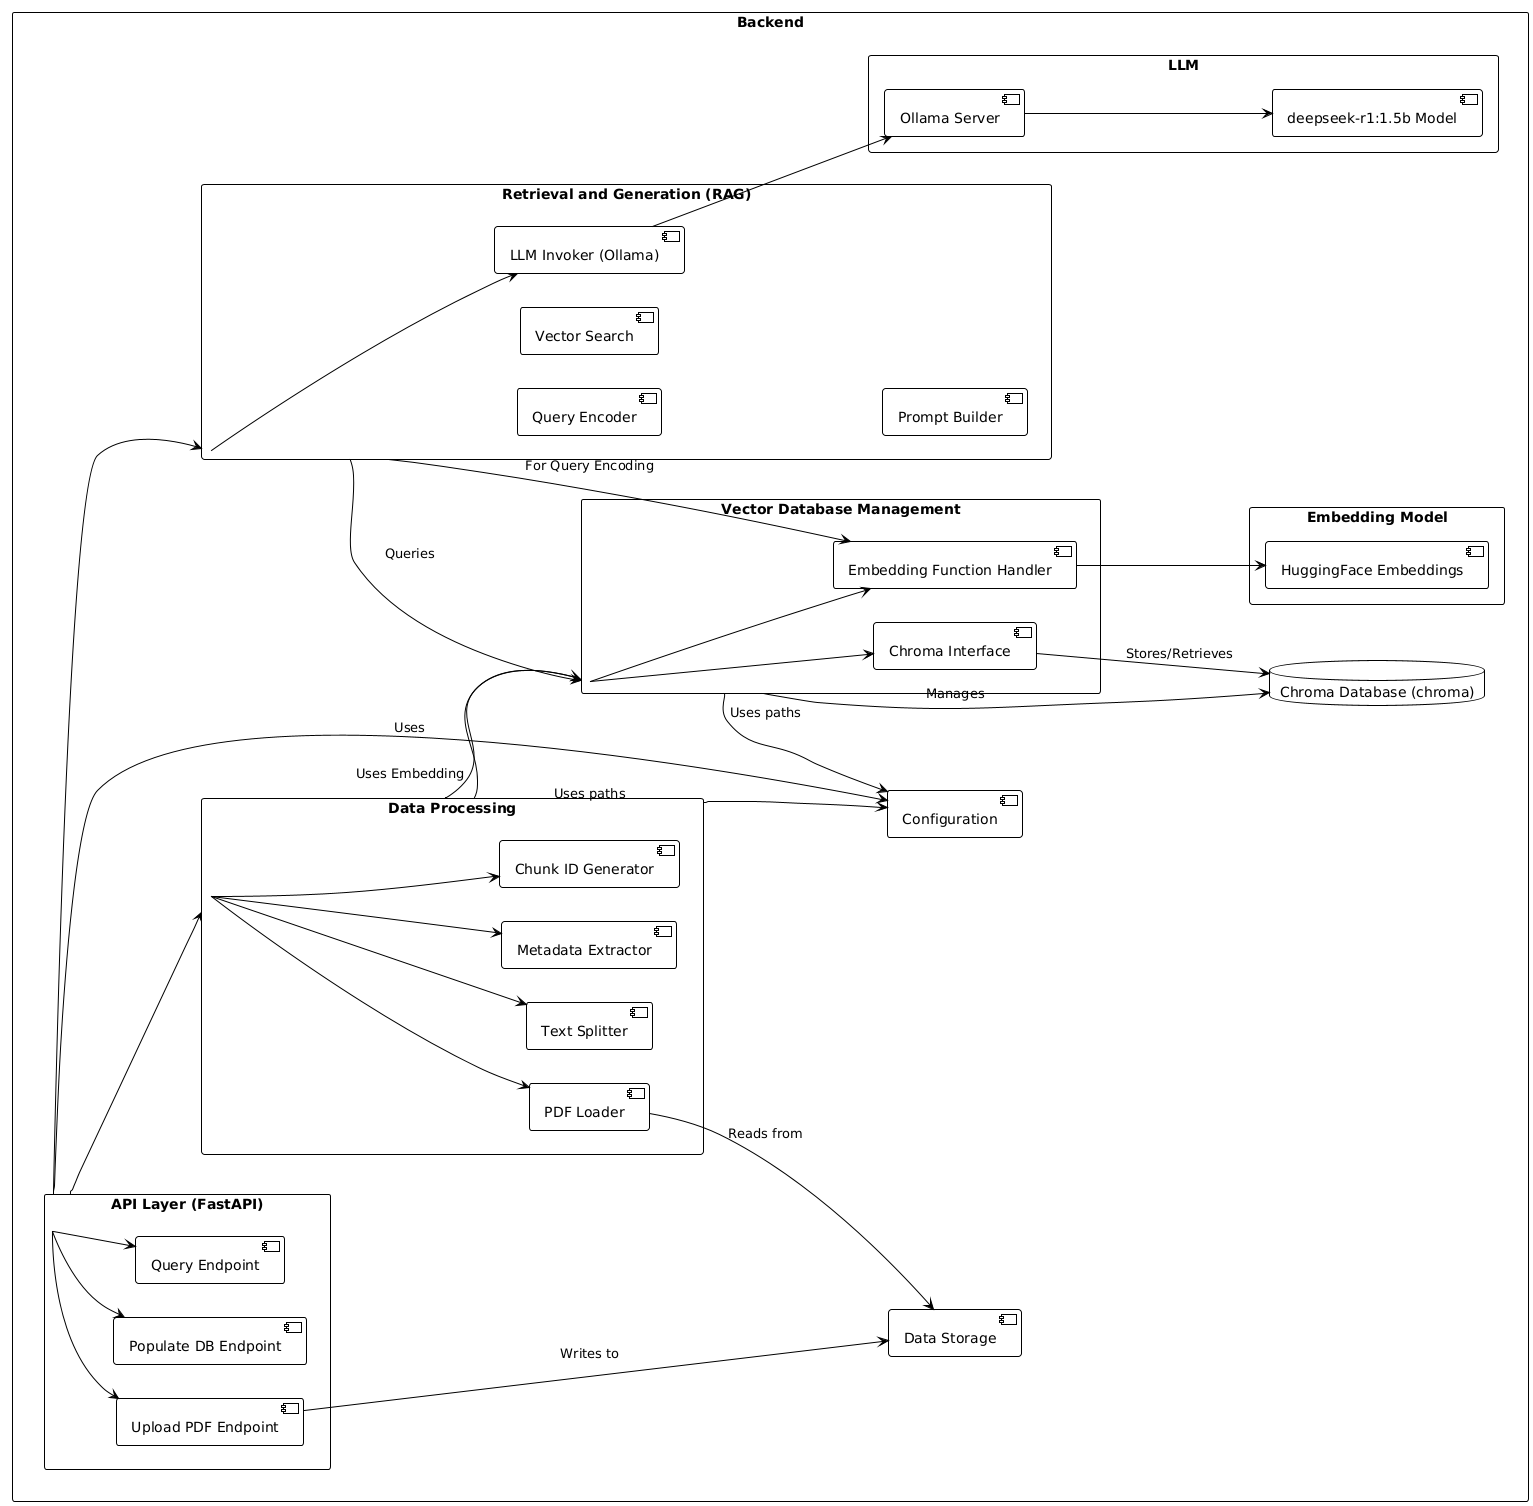 Backend
LLM
Ollama Server
deepseek-r1:1.5b Model
Retrieval and Generation (RAG)
LLM Invoker (Ollama)
Vector Search
Query Encoder
Prompt Builder
For Query Encoding
Vector Database Management
Embedding Model
Queries
Embedding Function Handler
HuggingFace Embeddings
Chroma Interface
Stores/Retrieves
Chroma Database (chroma)
Manages
Uses paths
Uses
Uses Embedding
Uses paths
Data Processing
Configuration
Chunk ID Generator
Metadata Extractor
Text Splitter
PDF Loader
Reads from
API Layer (FastAPI)
Query Endpoint
Populate DB Endpoint
Data Storage
Writes to
Upload PDF Endpoint